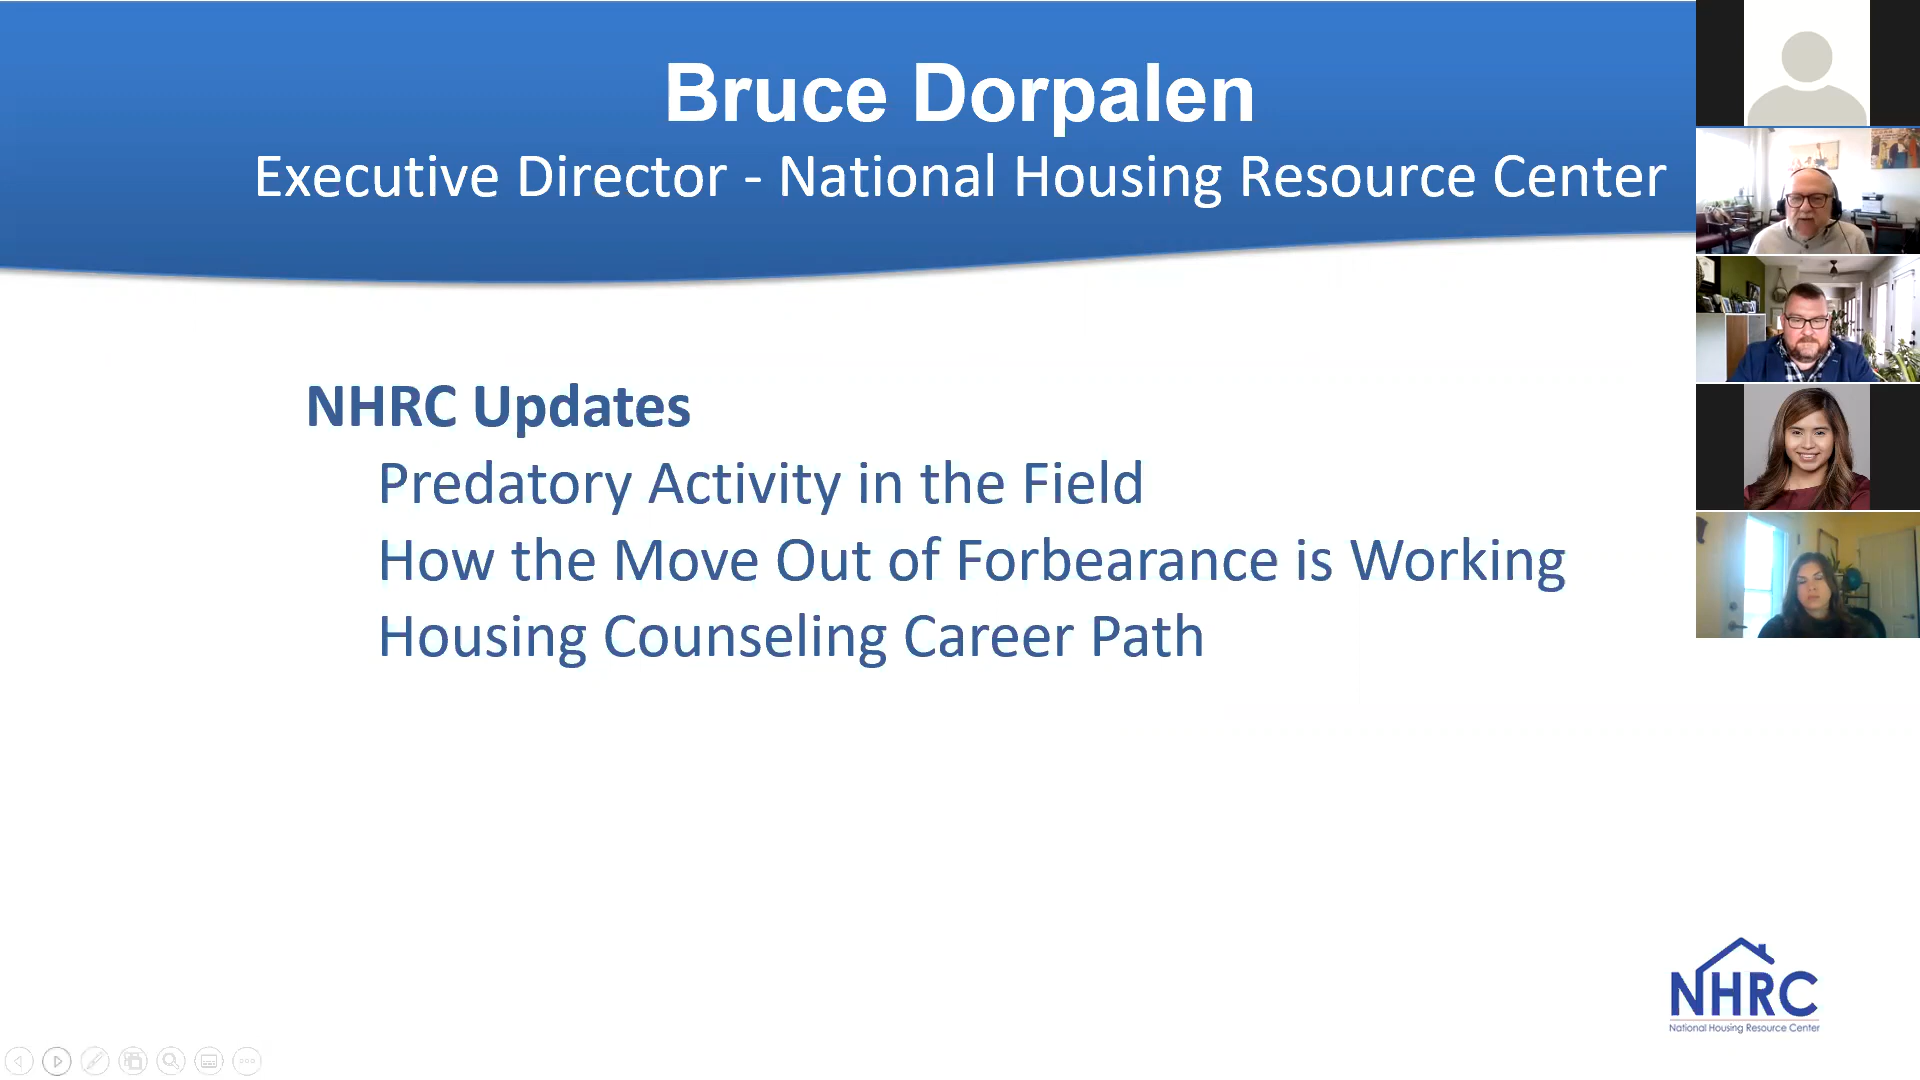 Bruce Dorpalen
Executive Director - National Housing Resource Center
NHRC Updates
Predatory Activity in the Field
How the Move Out of Forbearance is Working
Housing Counseling Career Path
NHRC
National Housing Resource Center